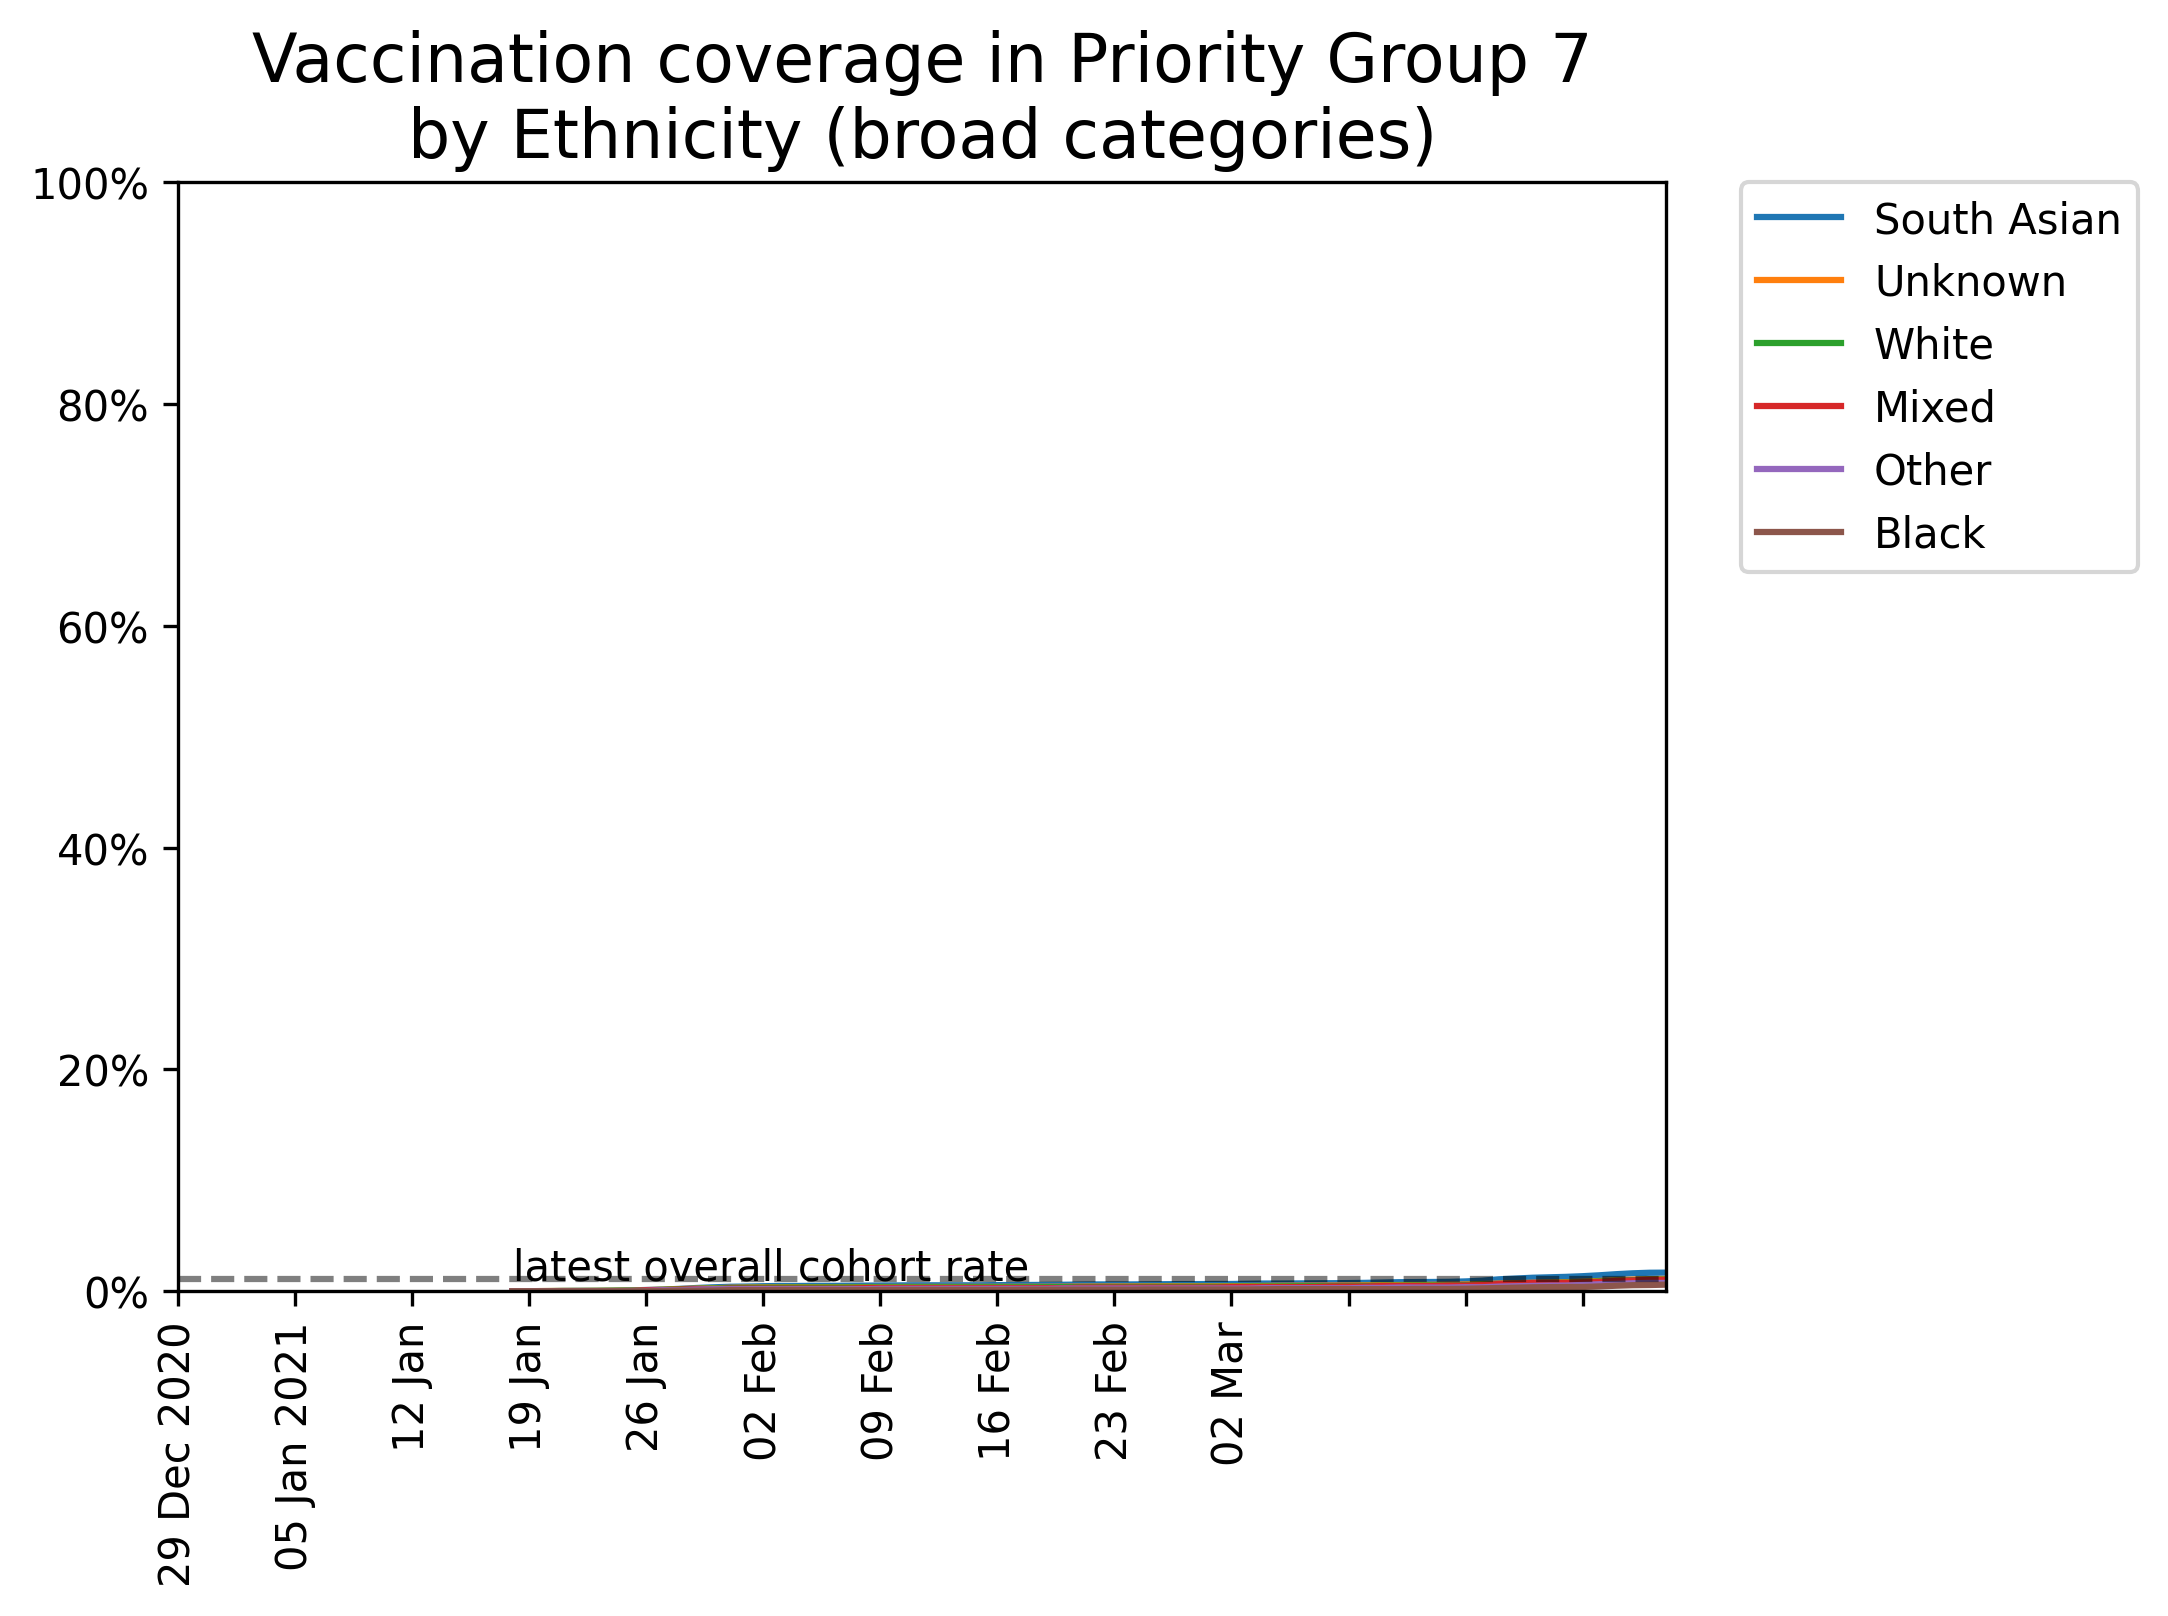 Vaccination coverage in Priority Group 7
by Ethnicity (broad categories)
100%
80%
60%
40%
20%
0%
latest overall cohort rate
29 Dec 2020
05 Jan 2021
12 Jan
19 Jan
26 Jan
02 Feb
09 Feb
16 Feb
23 Feb
02 Mar
South Asian
Unknown
White
Mixed
Other
Black